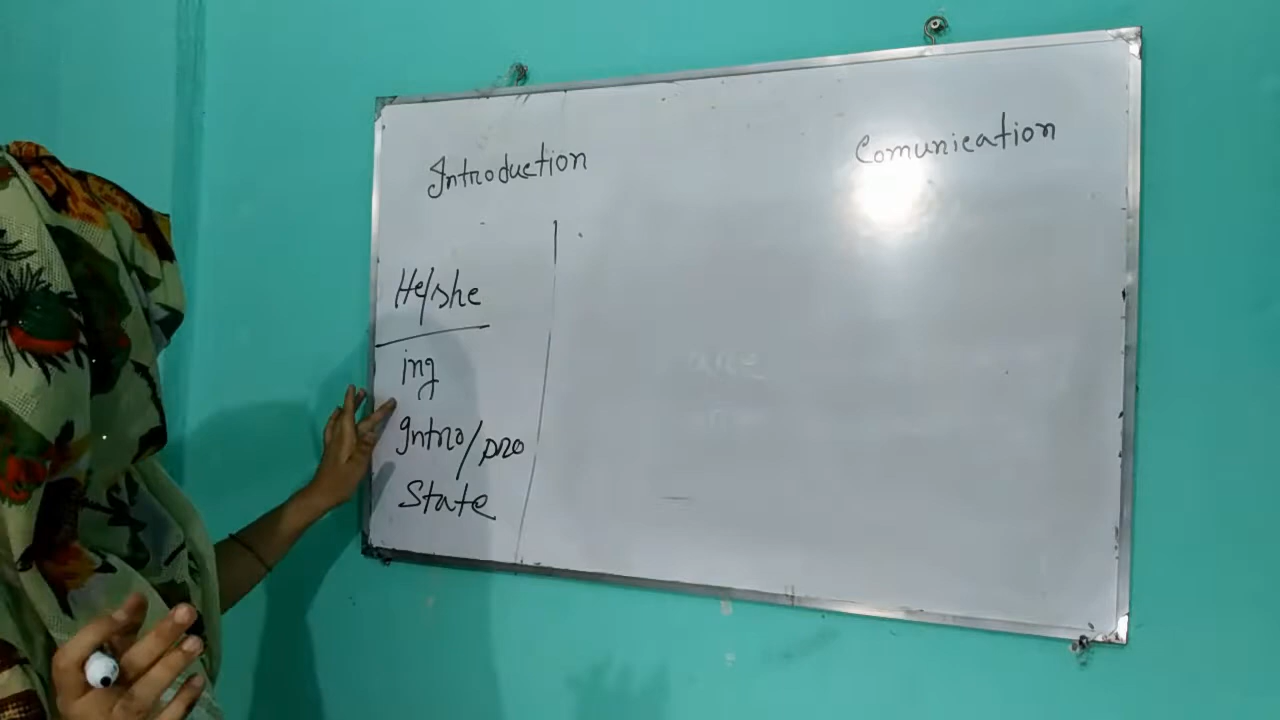 Introduction
Comunication
He/she
ing
Intro/pro
State